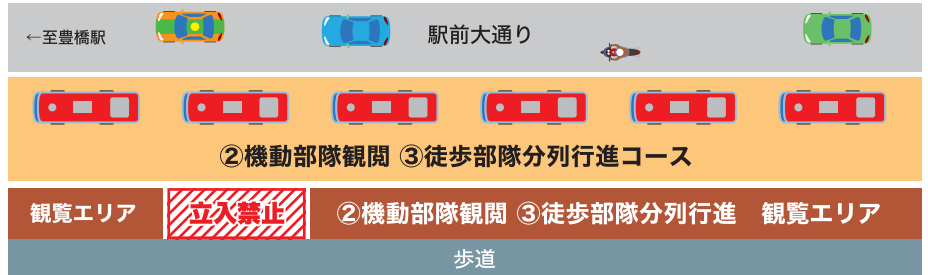 ←至豊橋駅
駅前大通り
②機動部隊観閲 ③徒歩部隊分列行進コース
観覧エリア
立入禁止
②機動部隊観閲 ③徒歩部隊分列行進　観覧エリア
歩道